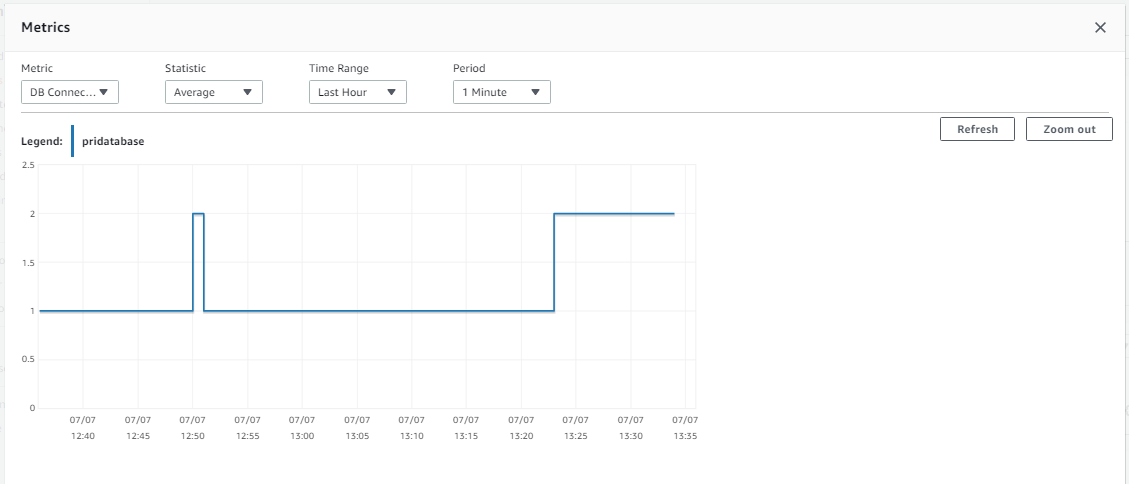 Metrics
Metric Statistic Time Range Period
DB Connec... Average Last Hour 1 Minute
Refresh Zoom out
Legend: pridatabase
2.5
2
1.5
1
0.5
0
07/07 07/07 07/07 07/07 07/07 07/07 07/07 07/07 07/07 07/07 07/07 07/07
12:40 12:45 12:50 12:55 13:00 13:05 13:10 13:15 13:20 13:25 13:30 13:35